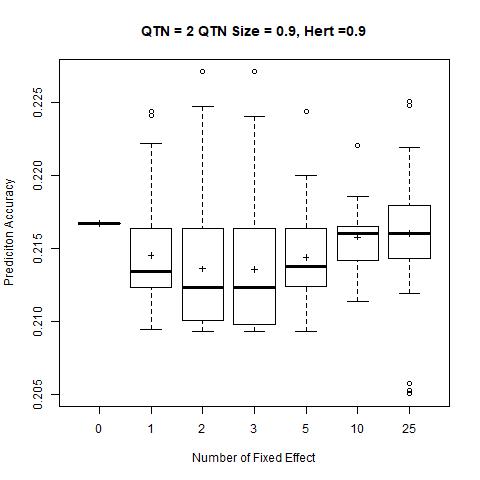 QTN = 2 QTN Size = 0.9, Hert =0.9
Prediciton Accuracy
0.225
0.220
0.215
0.210
0.205
0 1 2 3 5 10 25
Number of Fixed Effect